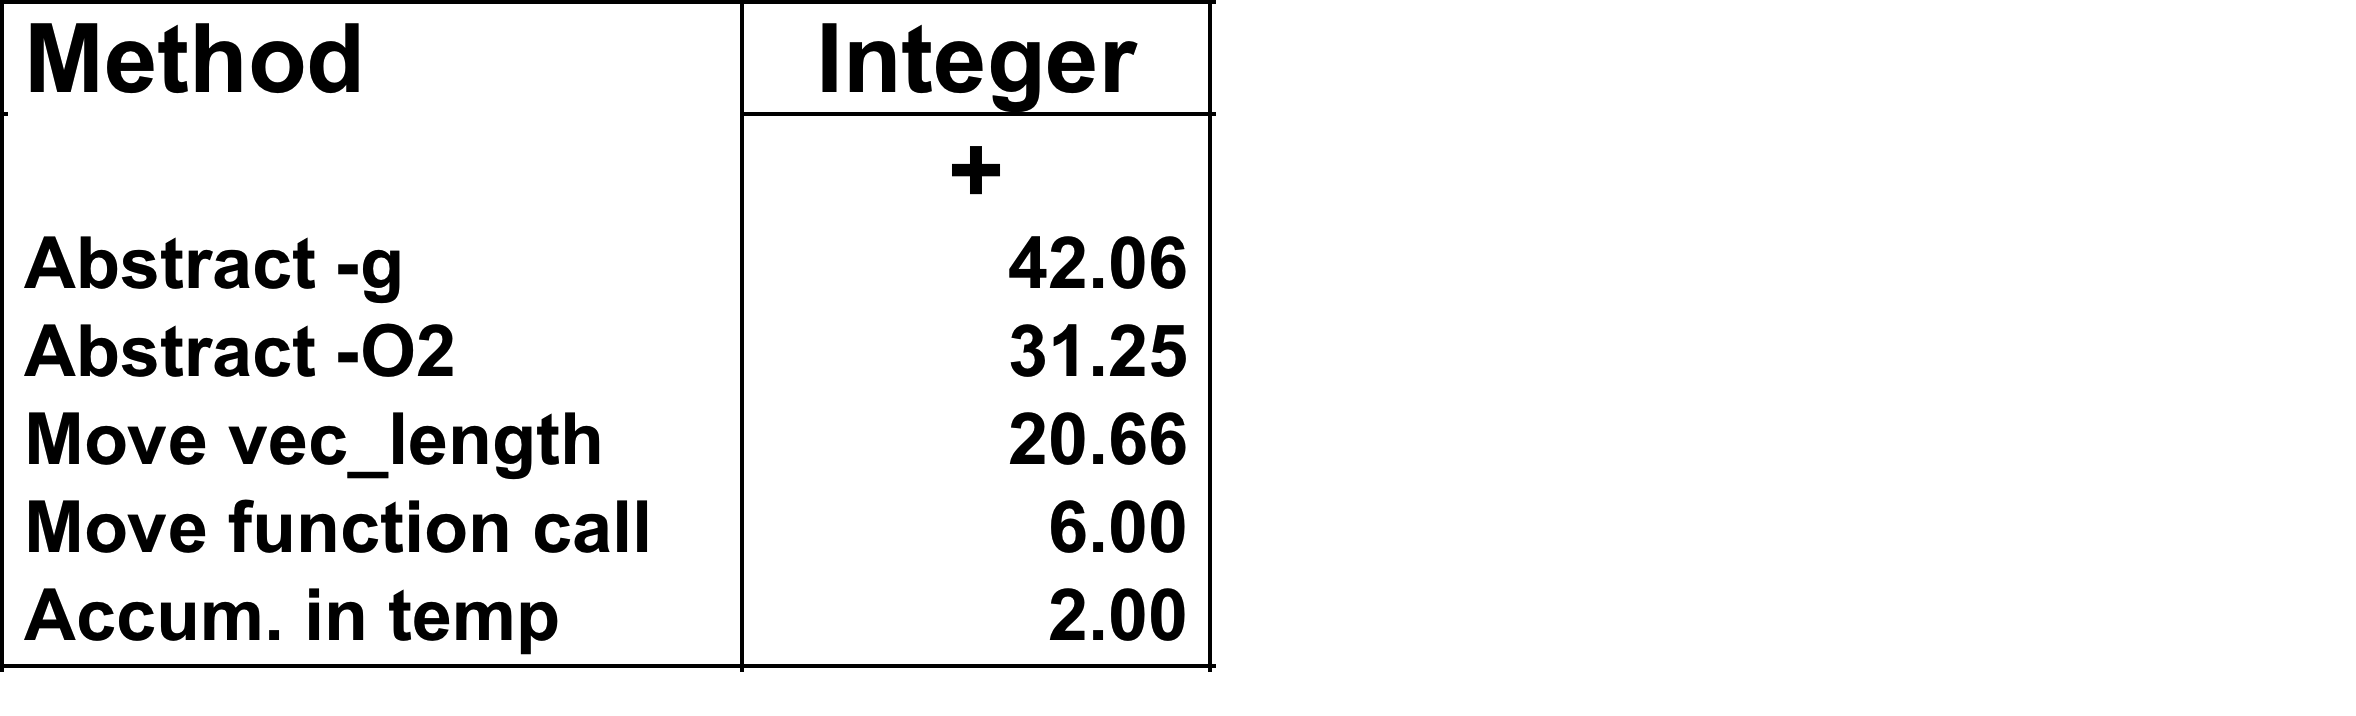 Method Integer
+
Abstract -g 42.06
Abstract -O2 31.25
Move vec_length 20.66
Move function call 6.00
Accum. in temp 2.00